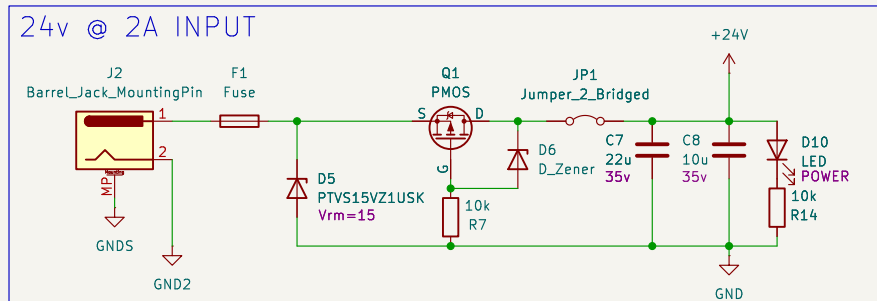 24v @ 2A INPUT
+24V
J2
Barrel_Jack_MountingPin
F1
Fuse
Q1
PMOS
JP1
Jumper_2_Bridged
1
2
Mounting
MP
S
D
G
D5
PTVS15VZ1USK
Vrm=15
D6
D_Zener
10k
R7
C7
22u
35v
C8
10u
35v
D10
LED
POWER
10k
R14
GNDS
GND2
GND